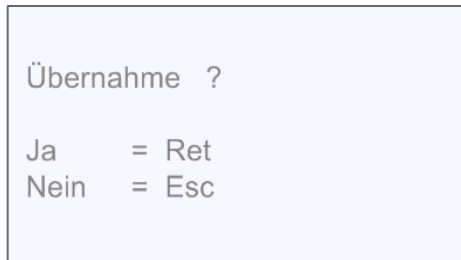 Übernahme ?
Ja = Ret
Nein = Esc